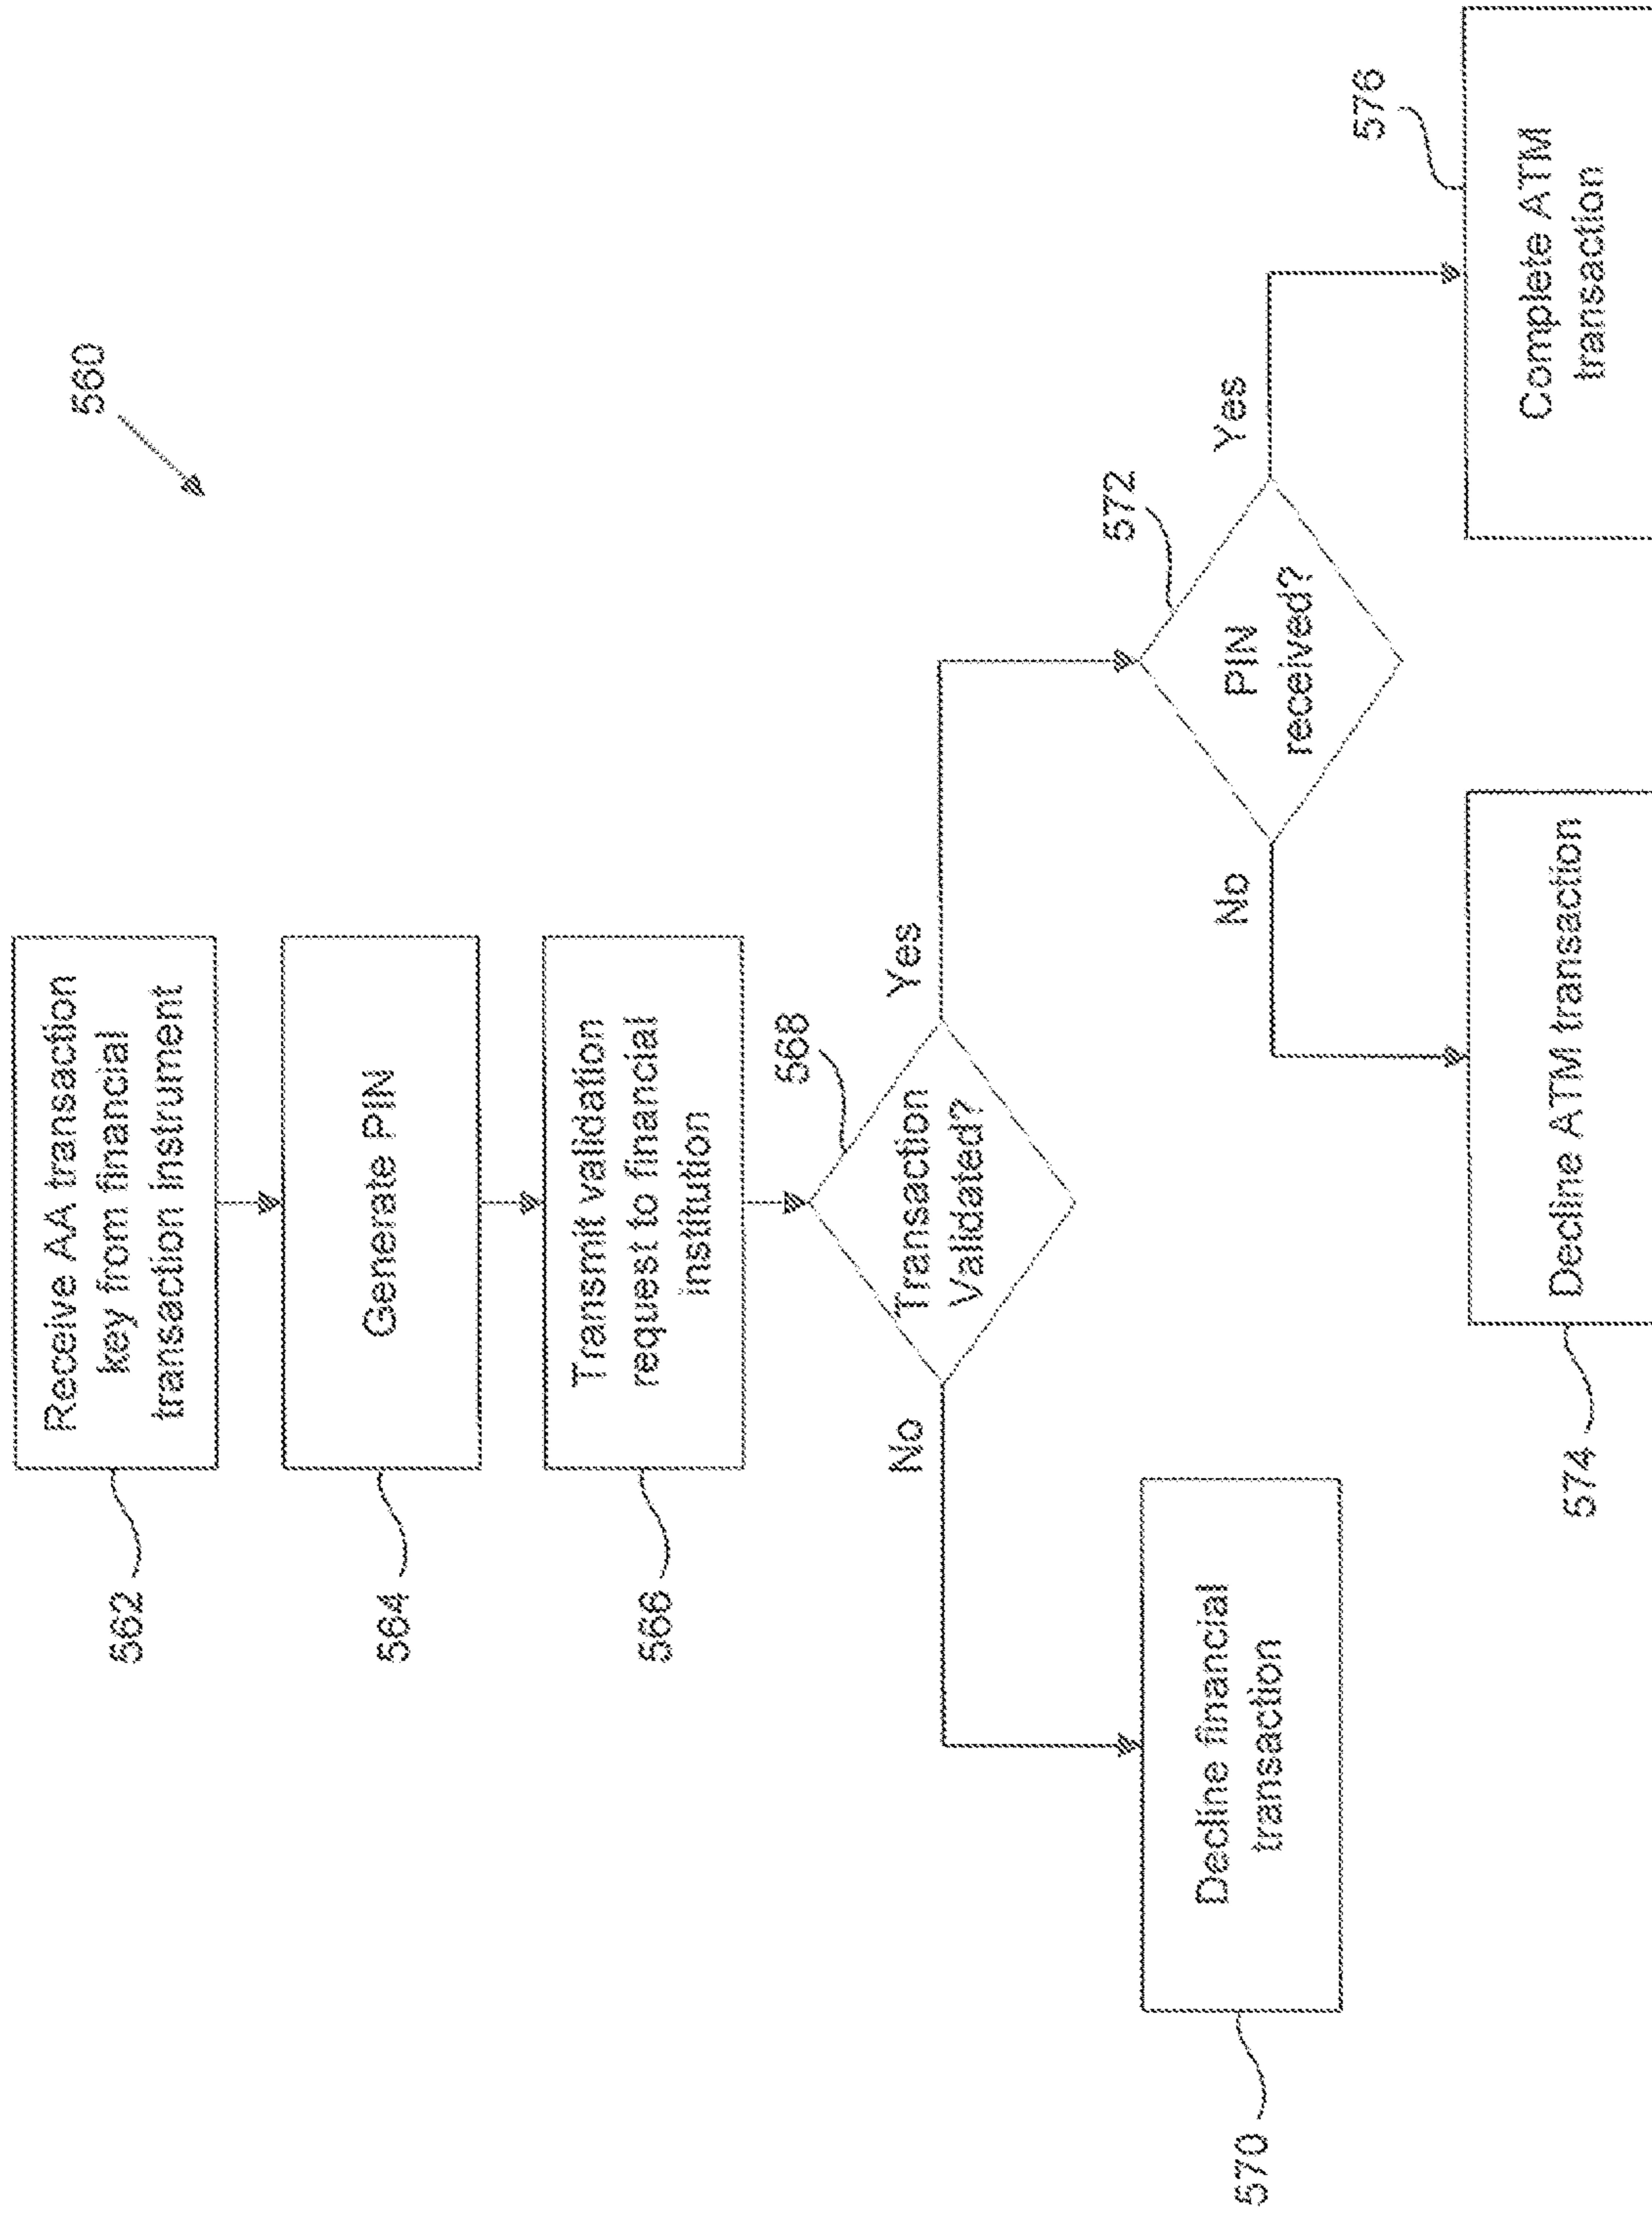 560
562
Receive AA transaction
key from financial
transaction instrument
564
Generate PIN
566
Transmit validation
request to financial
institution
568
Transaction
Validated?
No
Yes
570
Decline financial
transaction
572
PIN
received?
No
Yes
574
Decline ATM transaction
576
Complete ATM
transaction